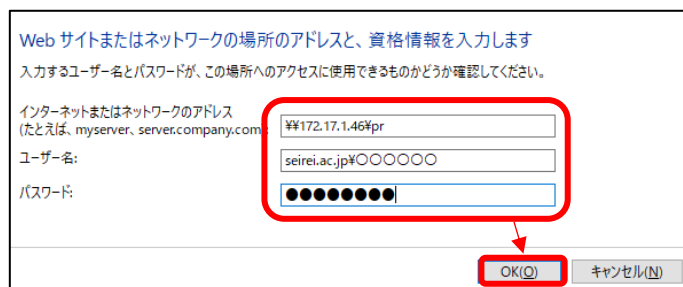 Web サイトまたはネットワークの場所のアドレスと、資格情報を入力します
入力するユーザー名とパスワードが、この場所へのアクセスに使用できるものかどうか確認してください。
インターネットまたはネットワークのアドレス
(たとえば、myserver、server.company.com):
¥¥172.17.1.46¥pr
ユーザー名:
seirei.ac.jp¥〇〇〇〇〇〇
パスワード:
●●●●●●●●
OK(O)
キャンセル(N)